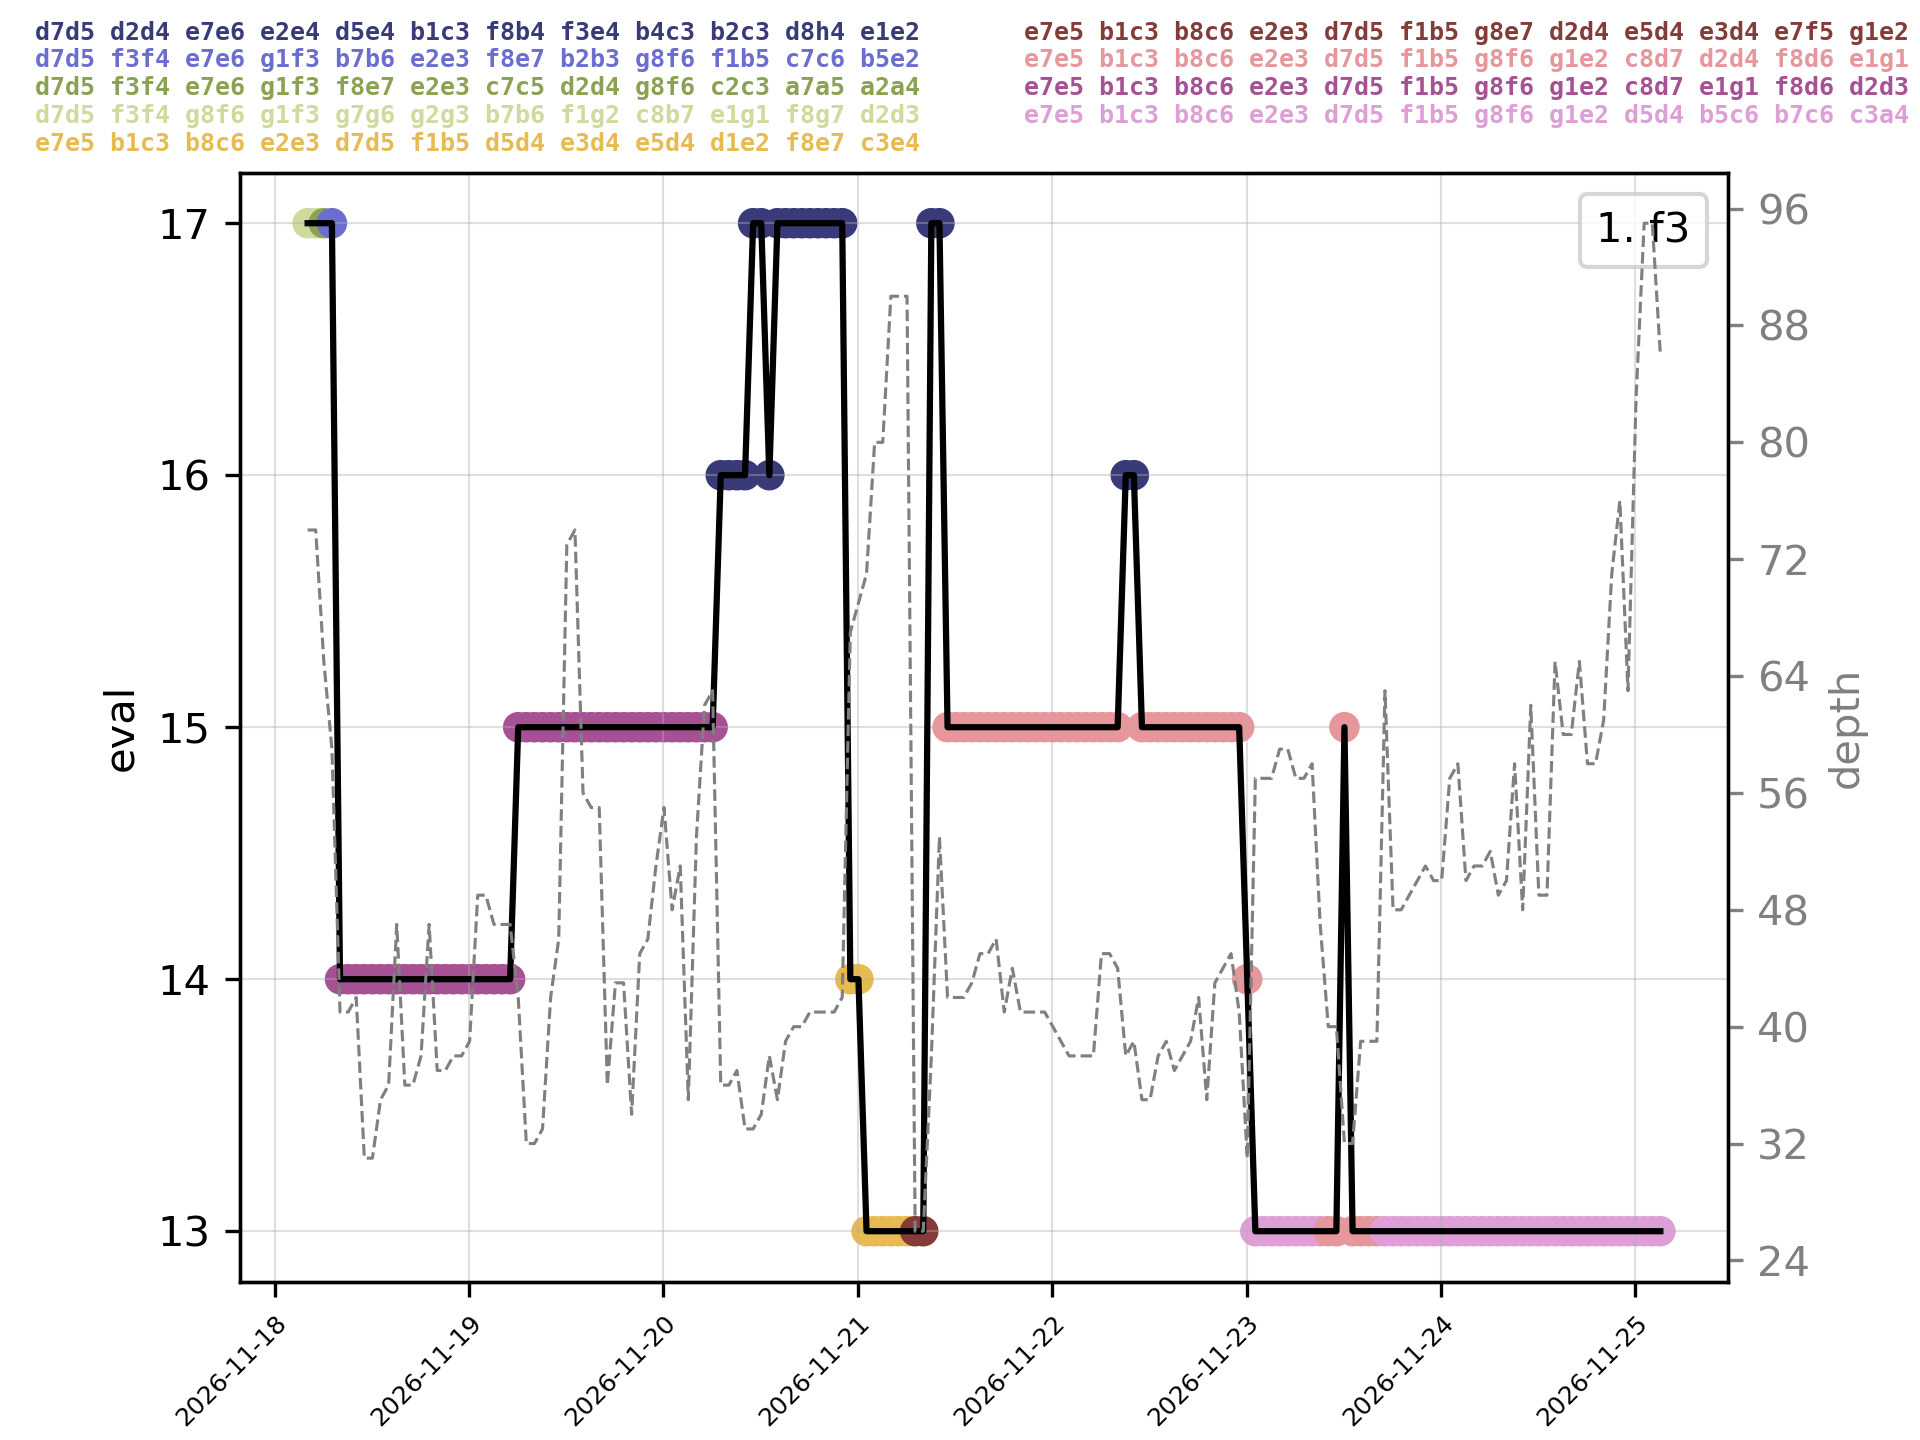 d7d5 d2d4 e7e6 e2e4 d5e4 b1c3 f8b4 f3e4 b4c3 b2c3 d8h4 e1e2
d7d5 f3f4 e7e6 g1f3 b7b6 e2e3 f8e7 b2b3 g8f6 f1b5 c7c6 b5e2
d7d5 f3f4 e7e6 g1f3 f8e7 e2e3 c7c5 d2d4 g8f6 c2c3 a7a5 a2a4
d7d5 f3f4 g8f6 g1f3 g7g6 g2g3 b7b6 f1g2 c8b7 e1g1 f8g7 d2d3
e7e5 b1c3 b8c6 e2e3 d7d5 f1b5 d5d4 e3d4 e5d4 d1e2 f8e7 c3e4
e7e5 b1c3 b8c6 e2e3 d7d5 f1b5 g8e7 d2d4 e5d4 e3d4 e7f5 g1e2
e7e5 b1c3 b8c6 e2e3 d7d5 f1b5 g8f6 g1e2 c8d7 d2d4 f8d6 e1g1
e7e5 b1c3 b8c6 e2e3 d7d5 f1b5 g8f6 g1e2 c8d7 e1g1 f8d6 d2d3
e7e5 b1c3 b8c6 e2e3 d7d5 f1b5 g8f6 g1e2 d5d4 b5c6 b7c6 c3a4
1. f3
eval
17
16
15
14
13
depth
96
88
80
72
64
56
48
40
32
24
2026-11-18
2026-11-19
2026-11-20
2026-11-21
2026-11-22
2026-11-23
2026-11-24
2026-11-25